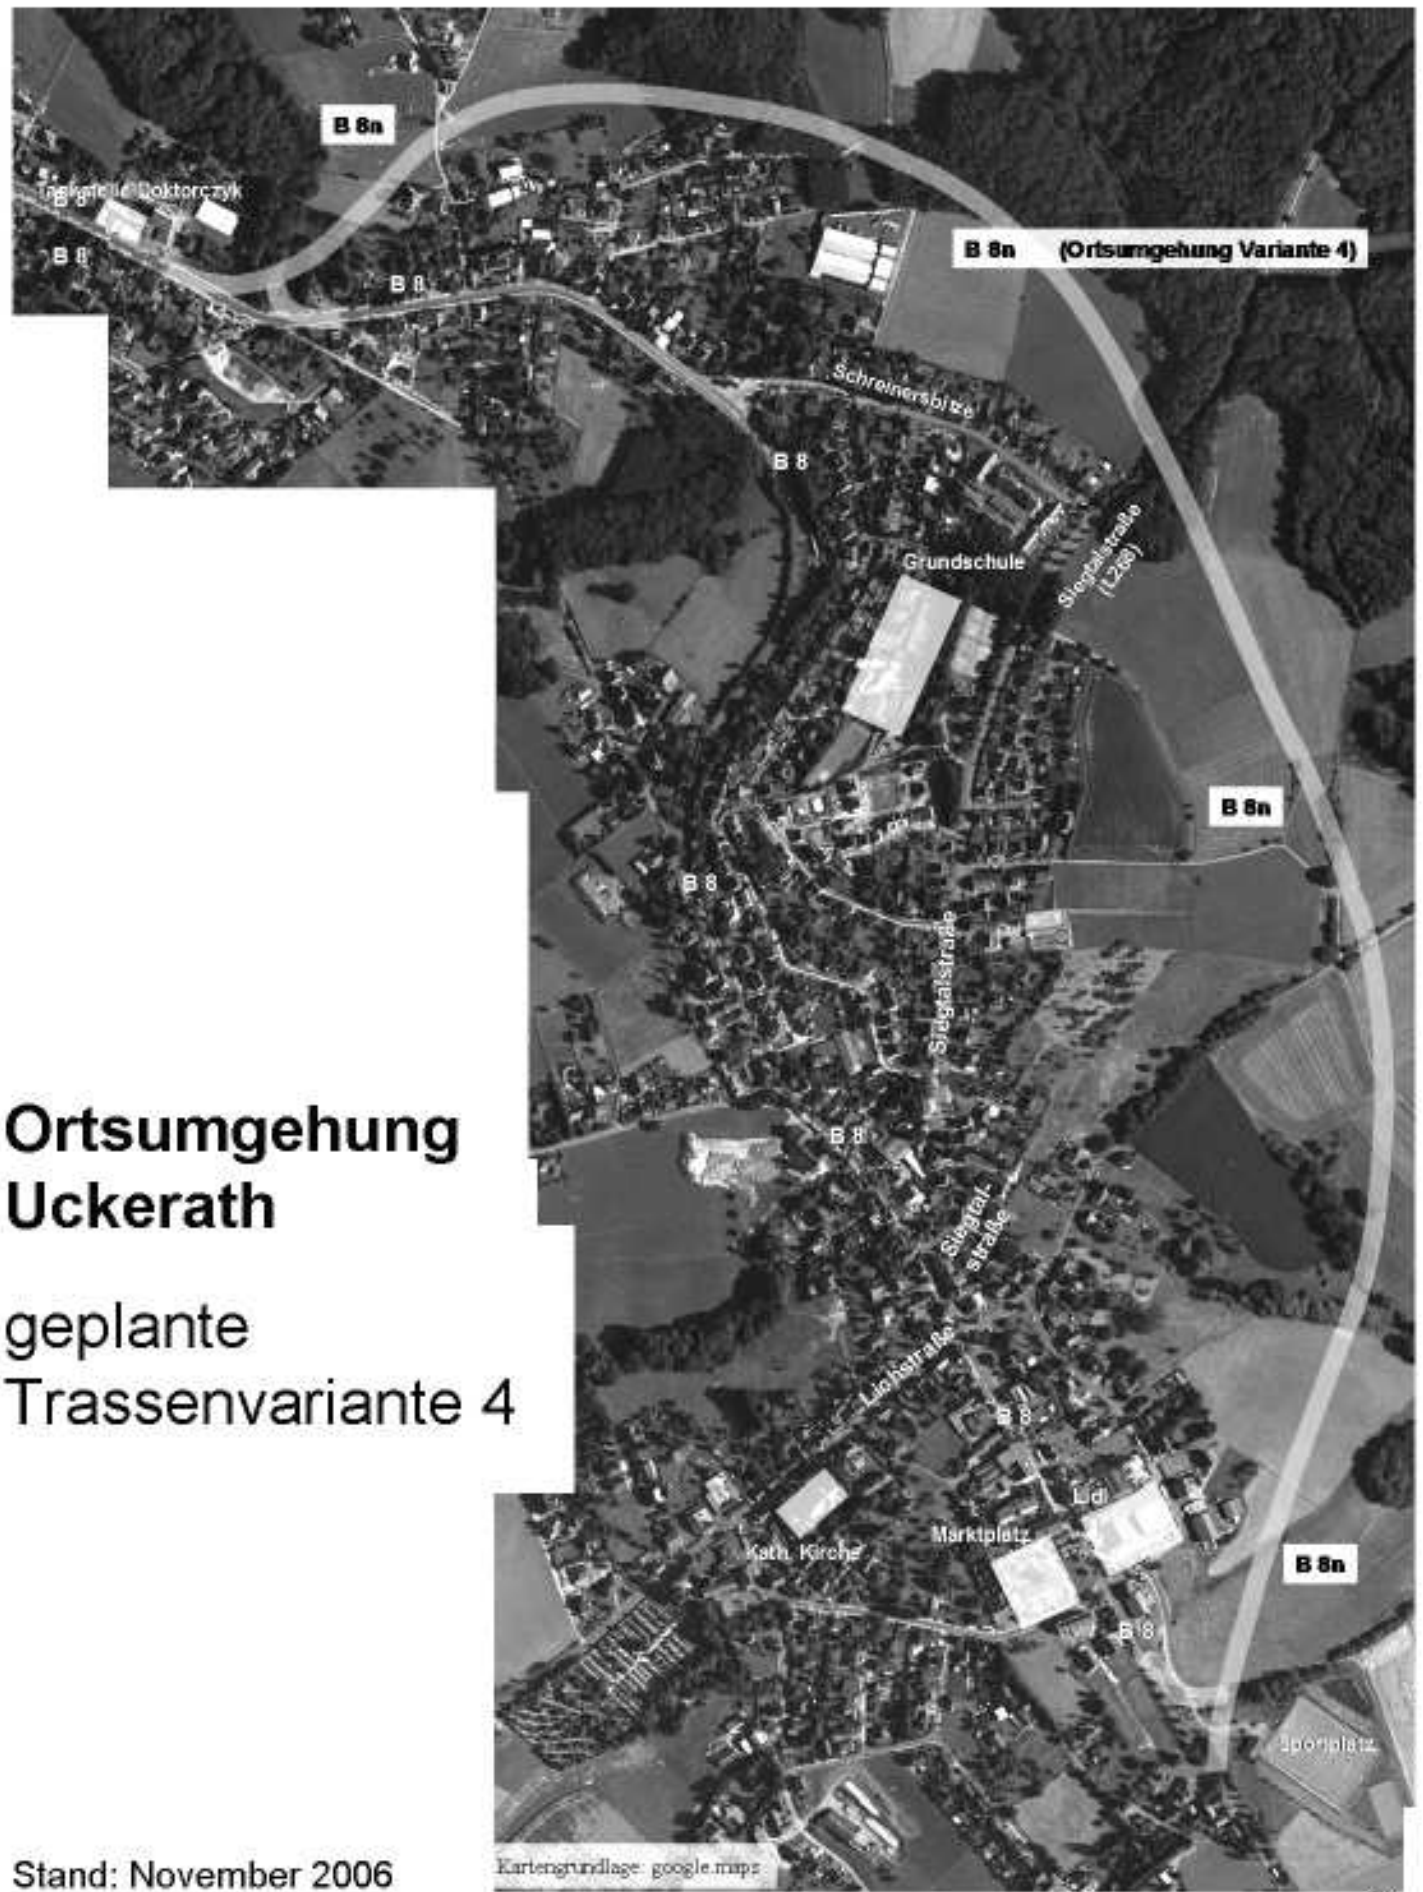 B 8n
Tankstelle Doktorczyk
B 8
B 8
B 8
B 8n (Ortsumgehung Variante 4)
Schreinersbitze
B 8
Siegtalstraße
(L268)
Grundschule
B 8n
B 8
Siegtalstraße
Ortsumgehung
Uckerath
B 8
Siegtal-
straße
geplante
Trassenvariante 4
Lichstraße
B 8
Lidl
Marktplatz
Kath. Kirche
B 8n
B 8
Sportplatz
Stand: November 2006
Kartengrundlage: google.maps